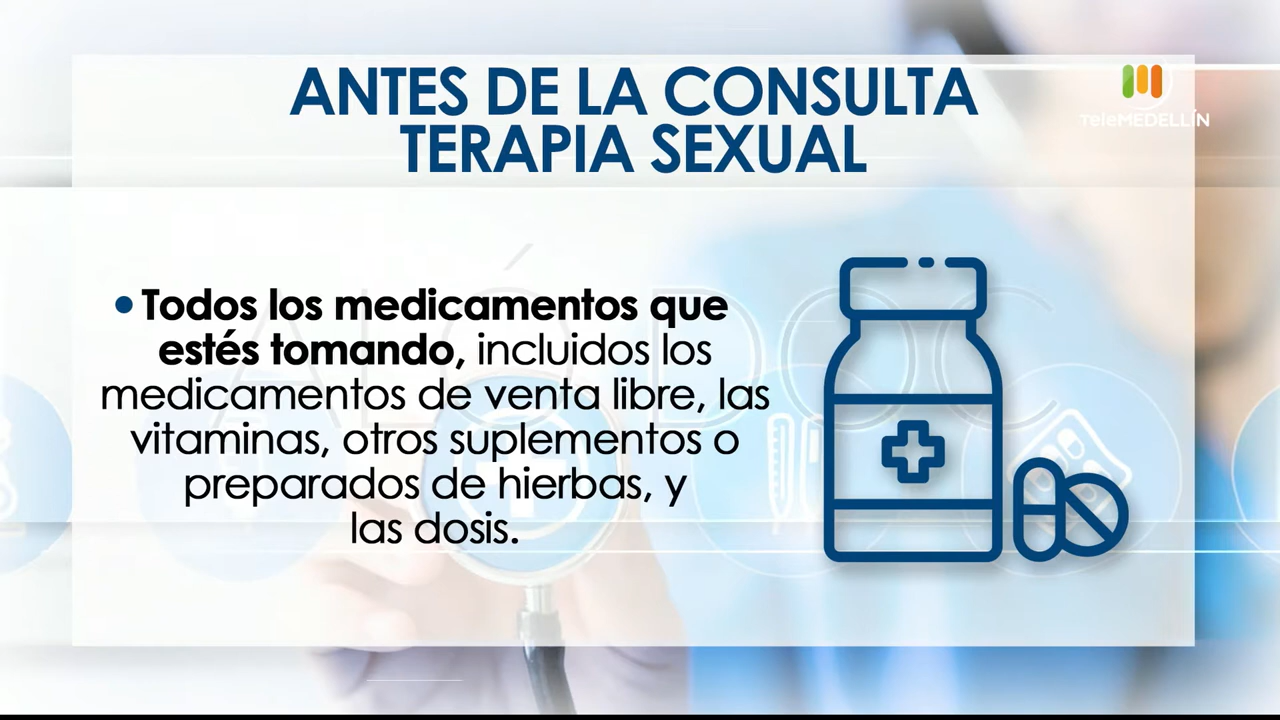 ANTES DE LA CONSULTA
TERAPIA SEXUAL
TeleMEDELLÍN
• Todos los medicamentos que
estés tomando, incluidos los
medicamentos de venta libre, las
vitaminas, otros suplementos o
preparados de hierbas, y
las dosis.